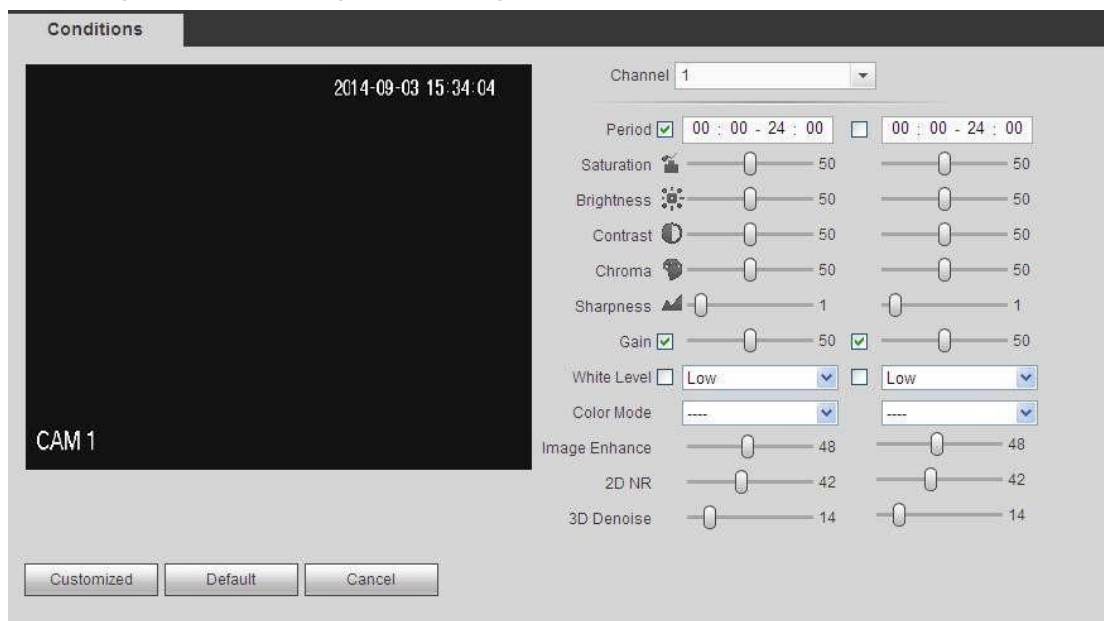 Conditions
2014-09-03 15:34:04
CAM 1
Channel 1
Period 00 : 00 - 24 : 00 00 : 00 - 24 : 00
Saturation 50 50
Brightness 50 50
Contrast 50 50
Chroma 50 50
Sharpness 1 1
Gain 50 50
White Level Low Low
Color Mode ---- ----
Image Enhance 48 48
2D NR 42 42
3D Denoise 14 14
Customized Default Cancel